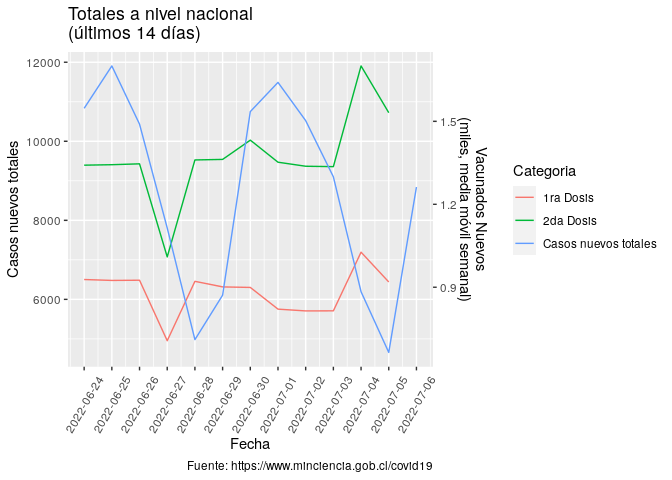 Totales a nivel nacional
(últimos 14 días)
Casos nuevos totales
12000
10000
8000
6000
1.5
1.2
0.9
Vacunados Nuevos
(miles, media móvil semanal)
2022-06-24
2022-06-25
2022-06-26
2022-06-27
2022-06-28
2022-06-29
2022-06-30
2022-07-01
2022-07-02
2022-07-03
2022-07-04
2022-07-05
2022-07-06
Fecha
Categoria
1ra Dosis
2da Dosis
Casos nuevos totales
Fuente: https://www.minciencia.gob.cl/covid19